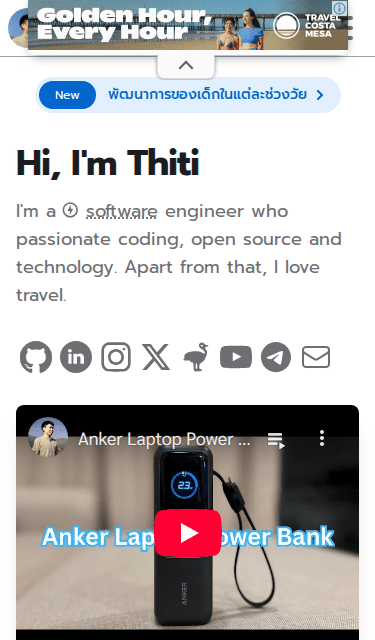 Golden Hour,
Every Hour
TRAVEL
COSTA
MESA
New
พัฒนาการของเด็กในแต่ละช่วงวัย
Hi, I'm Thiti
I'm a software engineer who
passionate coding, open source and
technology. Apart from that, I love
travel.
Anker Laptop Power ...
23
Anker Lap
ower Bank
ANKER